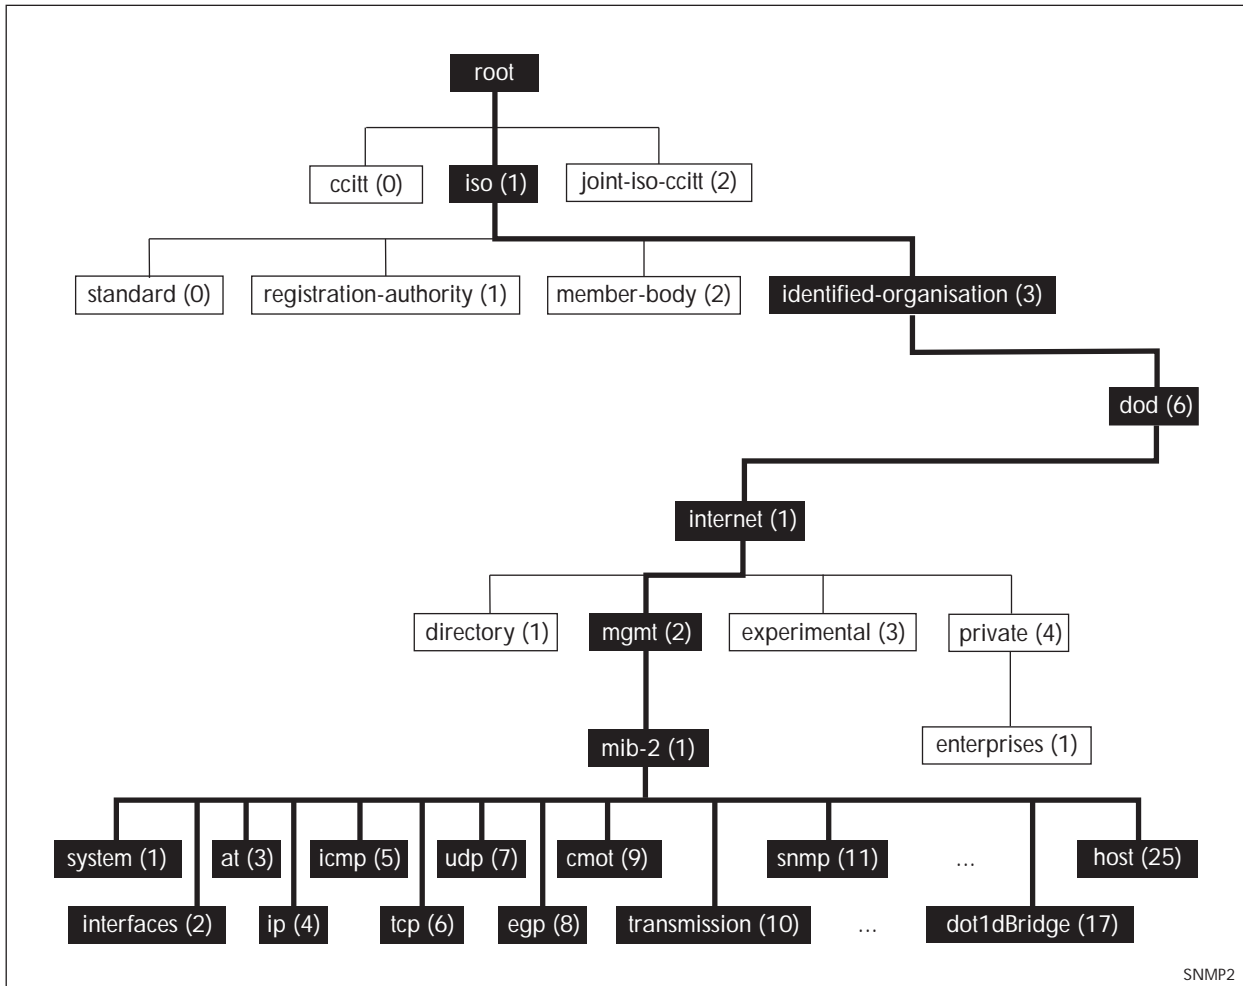 root
ccitt (0)
iso (1)
joint-iso-ccitt (2)
standard (0)
registration-authority (1)
member-body (2)
identified-organisation (3)
dod (6)
internet (1)
directory (1)
mgmt (2)
experimental (3)
private (4)
mib-2 (1)
enterprises (1)
system (1)
at (3)
icmp (5)
udp (7)
cmot (9)
snmp (11)
...
host (25)
interfaces (2)
ip (4)
tcp (6)
egp (8)
transmission (10)
...
dot1dBridge (17)
SNMP2